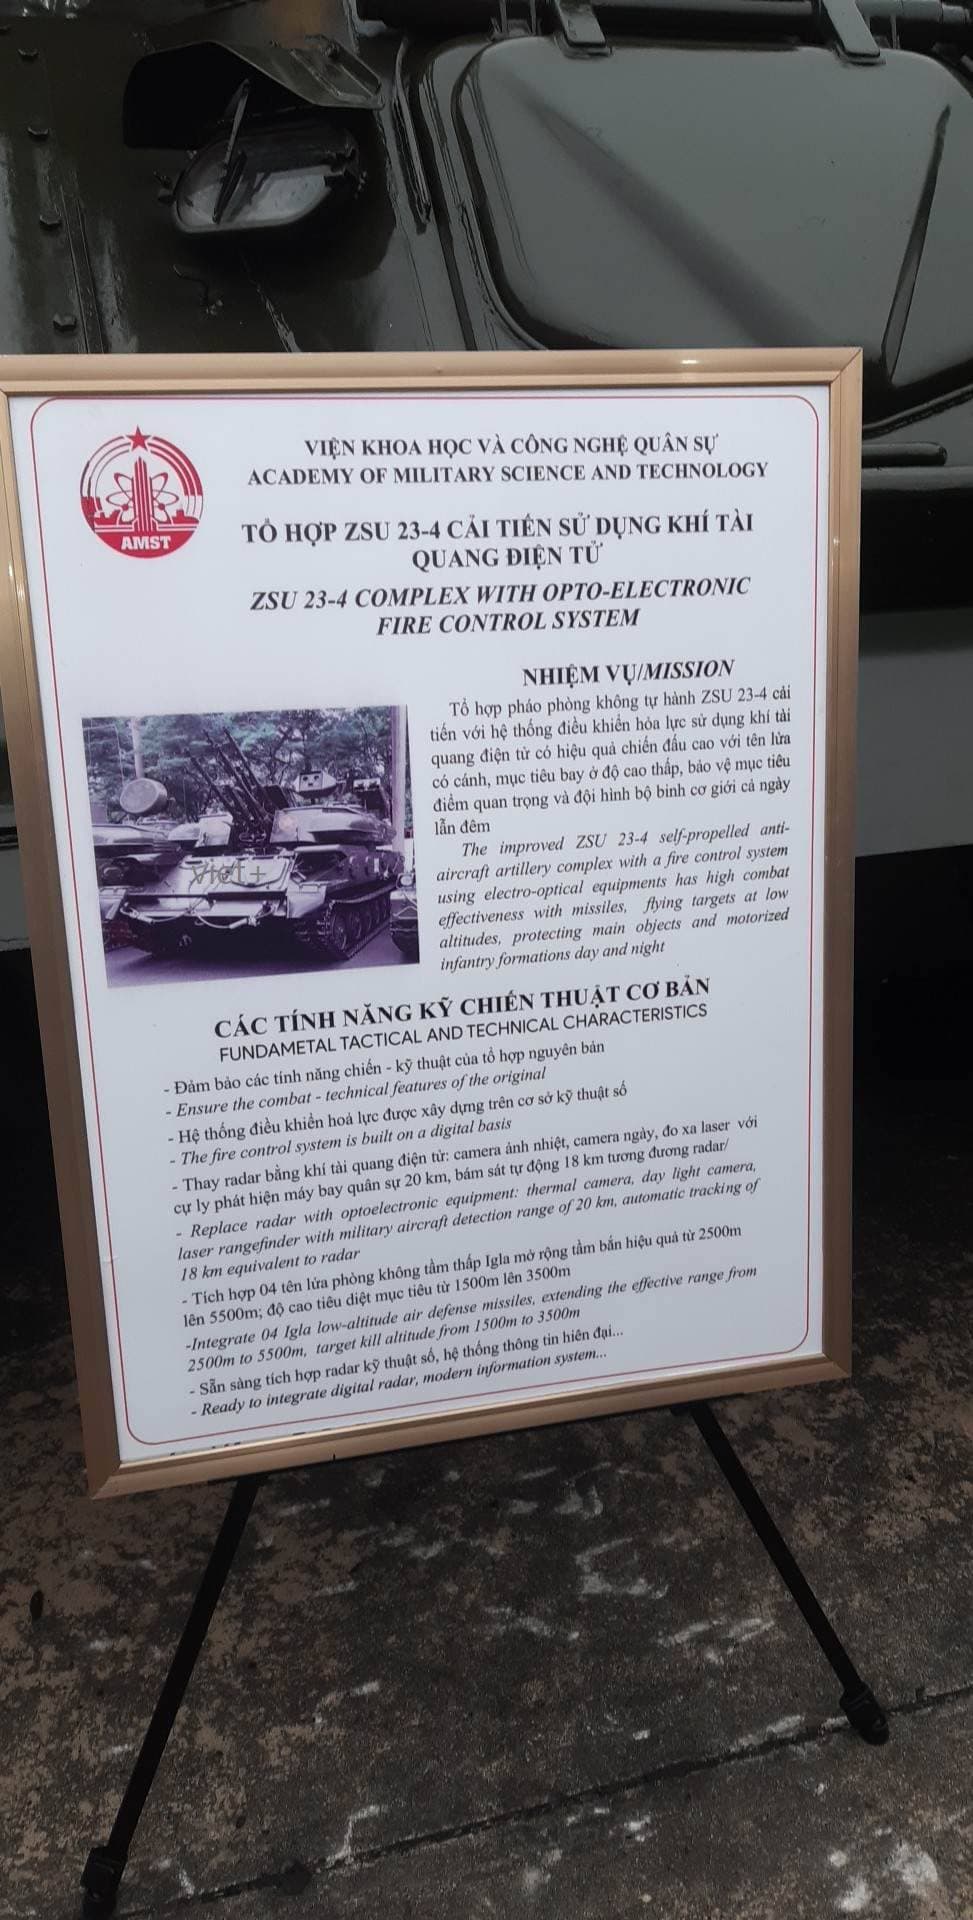 VIỆN KHOA HỌC VÀ CÔNG NGHỆ QUÂN SỰ
ACADEMY OF MILITARY SCIENCE AND TECHNOLOGY
AMST
TỔ HỢP ZSU 23-4 CẢI TIẾN SỬ DỤNG KHÍ TÀI
QUANG ĐIỆN TỬ
ZSU 23-4 COMPLEX WITH OPTO-ELECTRONIC
FIRE CONTROL SYSTEM
NHIỆM VỤ/MISSION
Tổ hợp pháo phòng không tự hành ZSU 23-4 cải
tiến với hệ thống điều khiển hỏa lực sử dụng khí tài
quang điện tử có hiệu quả chiến đấu cao với tên lửa
có cánh, mục tiêu bay ở độ cao thấp, bảo vệ mục tiêu
điểm quan trọng và đội hình bộ binh cơ giới cả ngày
lẫn đêm
The improved ZSU 23-4 self-propelled anti-
aircraft artillery complex with a fire control system
using electro-optical equipments has high combat
effectiveness with missiles, flying targets at low
altitudes, protecting main objects and motorized
infantry formations day and night
Viet+
CÁC TÍNH NĂNG KỸ CHIẾN THUẬT CƠ BẢN
FUNDAMETAL TACTICAL AND TECHNICAL CHARACTERISTICS
- Đảm bảo các tính năng chiến - kỹ thuật của tổ hợp nguyên bản
- Ensure the combat - technical features of the original
- Hệ thống điều khiển hoả lực được xây dựng trên cơ sở kỹ thuật số
- The fire control system is built on a digital basis
- Thay radar bằng khí tài quang điện tử: camera ảnh nhiệt, camera ngày, đo xa laser với
cự ly phát hiện máy bay quân sự 20 km, bám sát tự động 18 km tương đương radar/
- Replace radar with optoelectronic equipment: thermal camera, day light camera,
laser rangefinder with military aircraft detection range of 20 km, automatic tracking of
18 km equivalent to radar
- Tích hợp 04 tên lửa phòng không tầm thấp Igla mở rộng tầm bắn hiệu quả từ 2500m
lên 5500m; độ cao tiêu diệt mục tiêu từ 1500m lên 3500m
-Integrate 04 Igla low-altitude air defense missiles, extending the effective range from
2500m to 5500m, target kill altitude from 1500m to 3500m
- Sẵn sàng tích hợp radar kỹ thuật số, hệ thống thông tin hiện đại...
- Ready to integrate digital radar, modern information system...